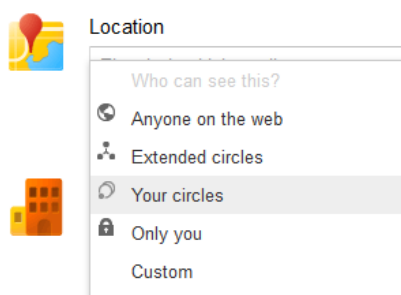 Location
Who can see this?
Anyone on the web
Extended circles
Your circles
Only you
Custom